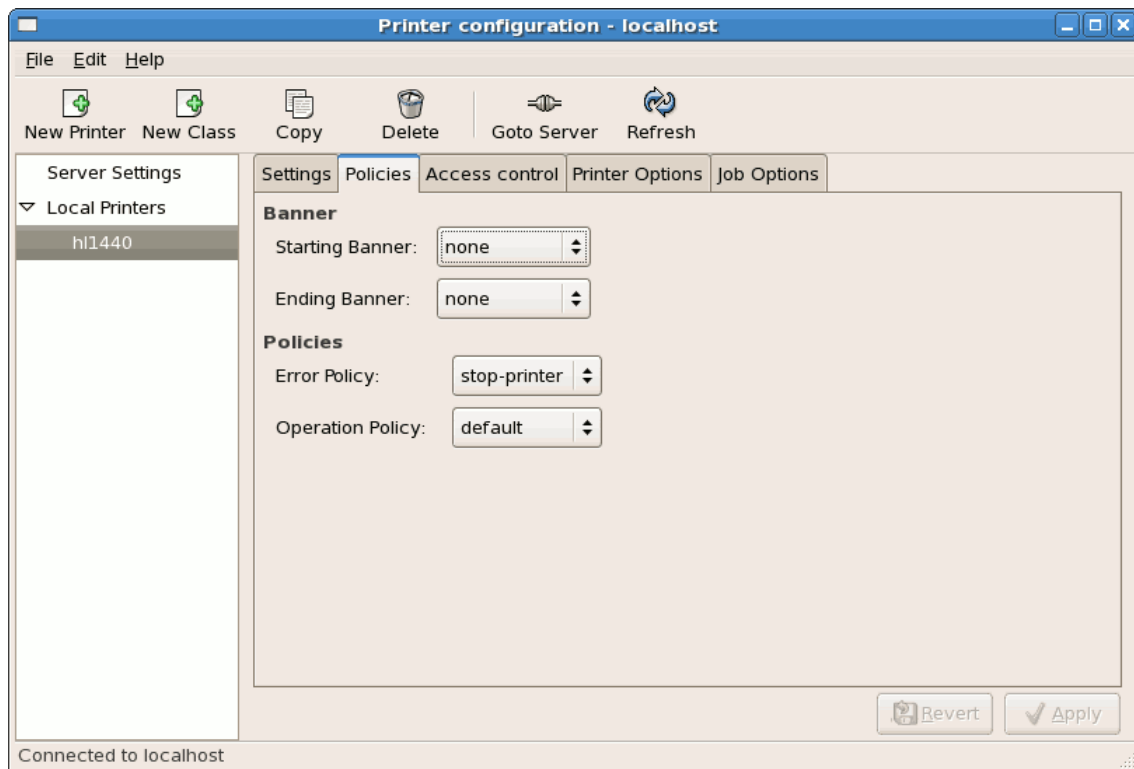 Printer configuration - localhost
File Edit Help
New Printer New Class Copy Delete Goto Server Refresh
Server Settings
Local Printers
hl1440
Settings Policies Access control Printer Options Job Options
Banner
Starting Banner: none
Ending Banner: none
Policies
Error Policy: stop-printer
Operation Policy: default
Revert Apply
Connected to localhost